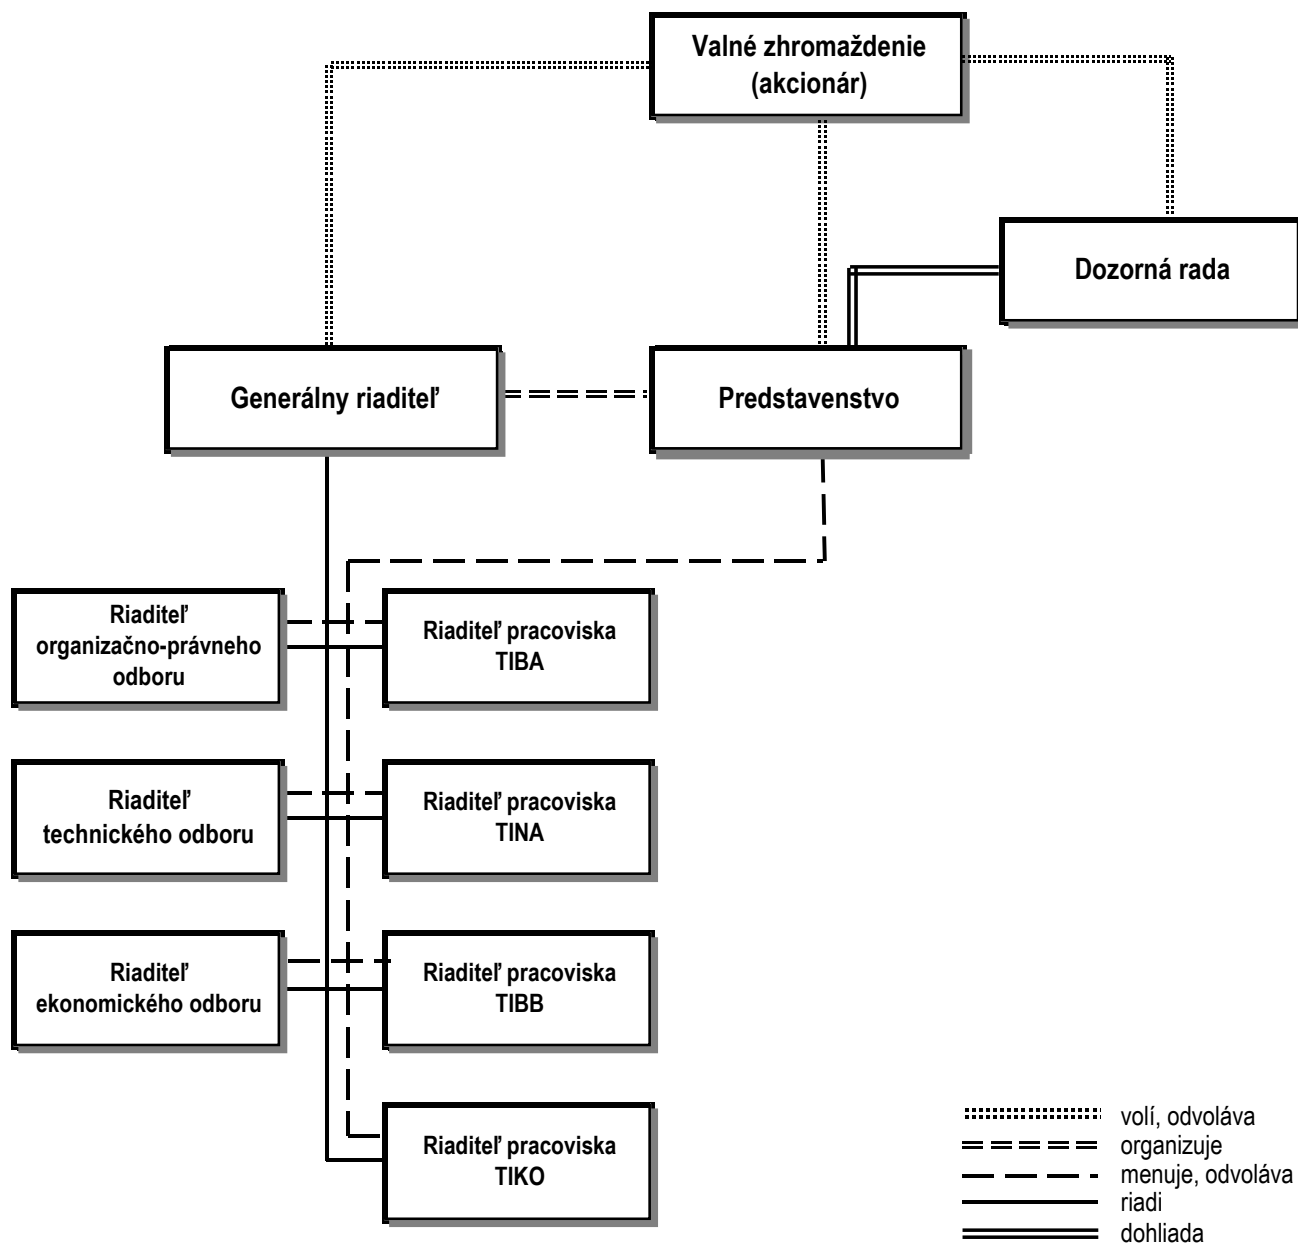 Valné zhromaždenie
(akcionár)
Dozorná rada
Generálny riaditeľ
Predstavenstvo
Riaditeľ
organizačno-právneho
odboru
Riaditeľ pracoviska
TIBA
Riaditeľ
technického odboru
Riaditeľ pracoviska
TINA
Riaditeľ
ekonomického odboru
Riaditeľ pracoviska
TIBB
Riaditeľ pracoviska
TIKO
volí, odvoláva
organizuje
menuje, odvoláva
riadi
dohliada